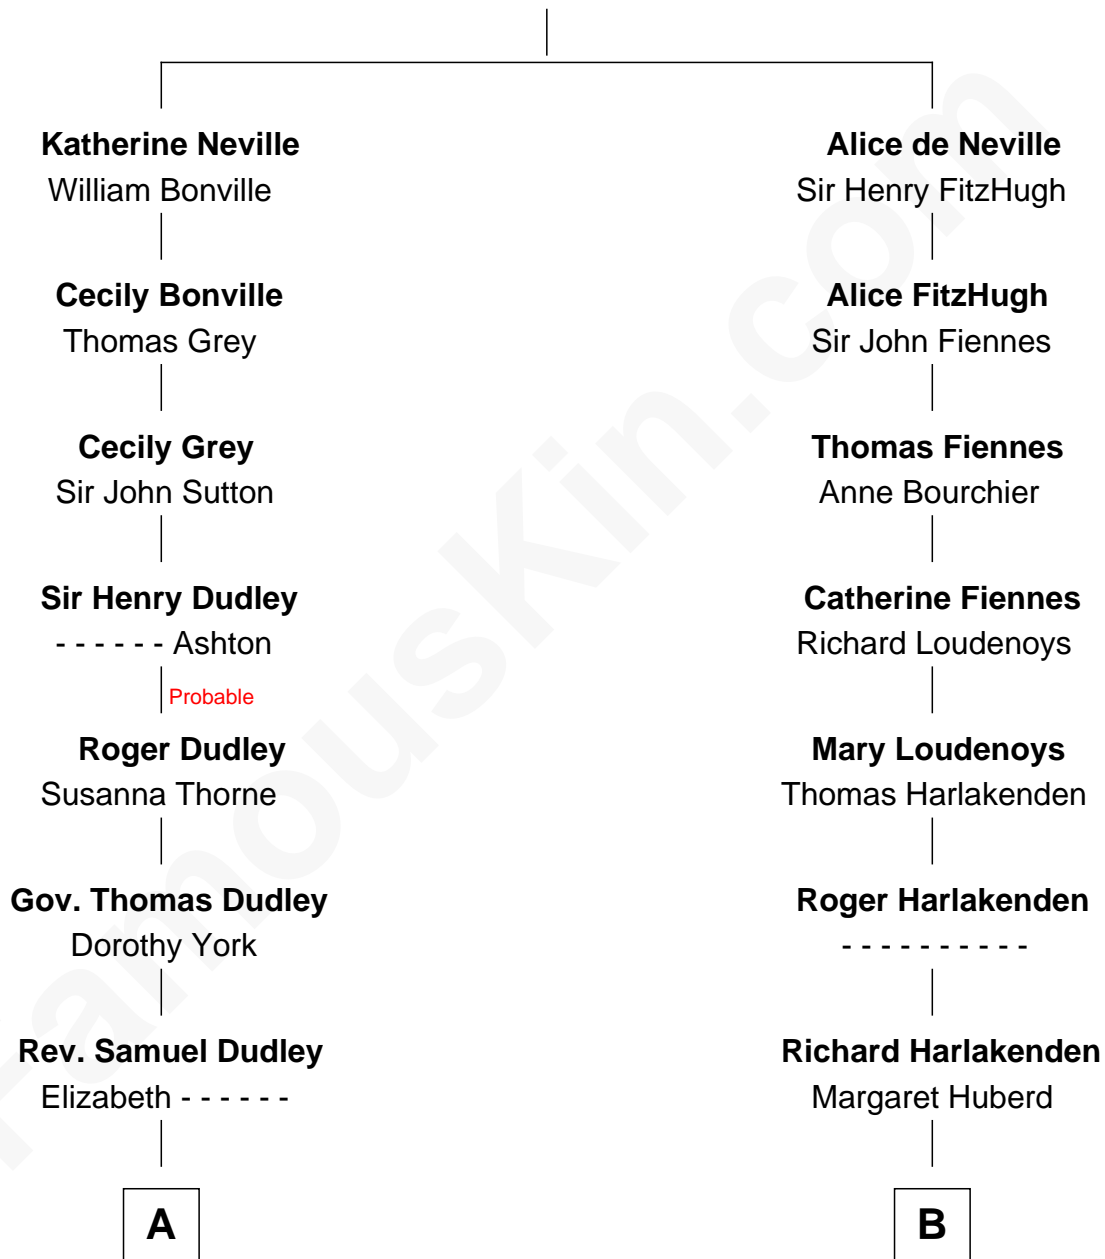 Katherine Neville
William Bonville
Cecily Bonville
Thomas Grey
Cecily Grey
Sir John Sutton
Sir Henry Dudley
- - - - - - Ashton
Probable
Roger Dudley
Susanna Thorne
Gov. Thomas Dudley
Dorothy York
Rev. Samuel Dudley
Elizabeth - - - - - -
A
Alice de Neville
Sir Henry FitzHugh
Alice FitzHugh
Sir John Fiennes
Thomas Fiennes
Anne Bourchier
Catherine Fiennes
Richard Loudenoys
Mary Loudenoys
Thomas Harlakenden
Roger Harlakenden
- - - - - - - - - -
Richard Harlakenden
Margaret Huberd
B
FamousKin.com